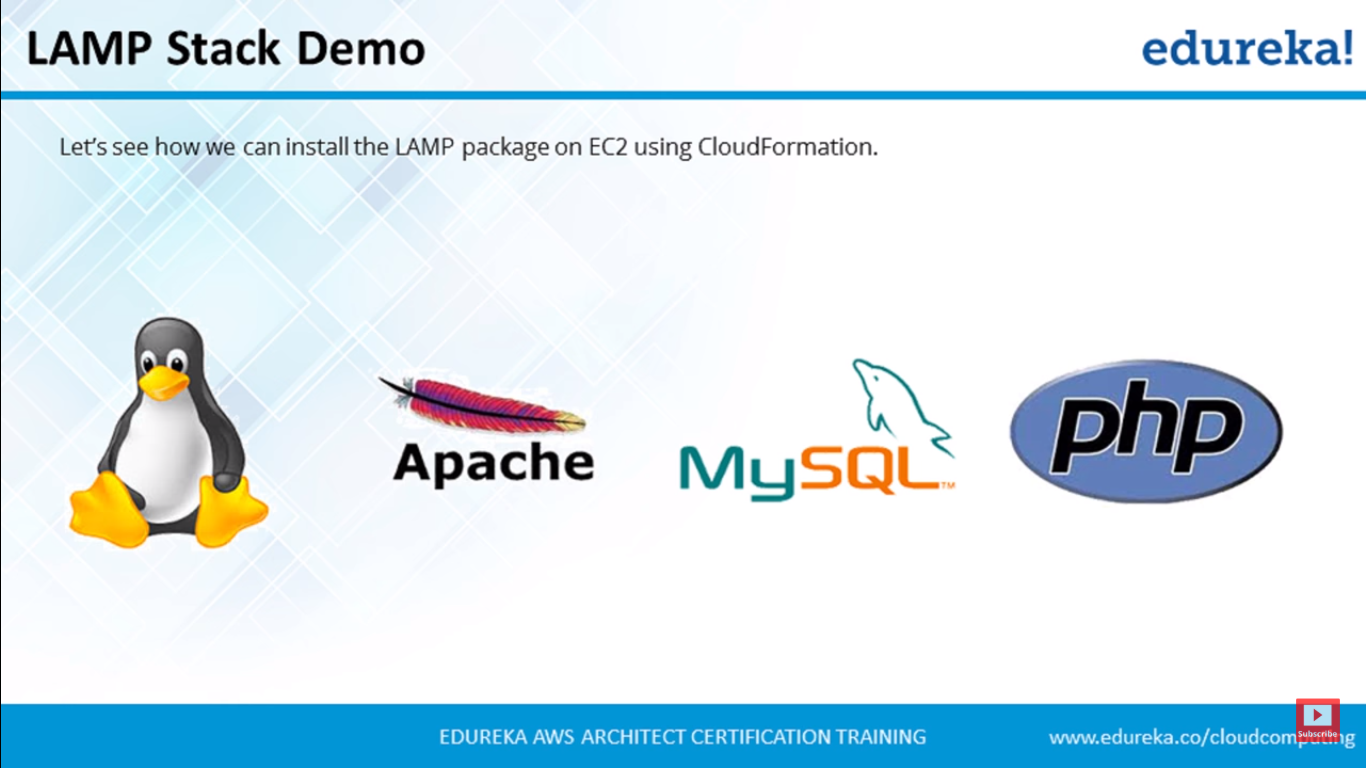 LAMP Stack Demo
edureka!
Let's see how we can install the LAMP package on EC2 using CloudFormation.
Apache
MySQL™
php
EDUREKA AWS ARCHITECT CERTIFICATION TRAINING
www.edureka.co/cloudcomputing
Subscribe